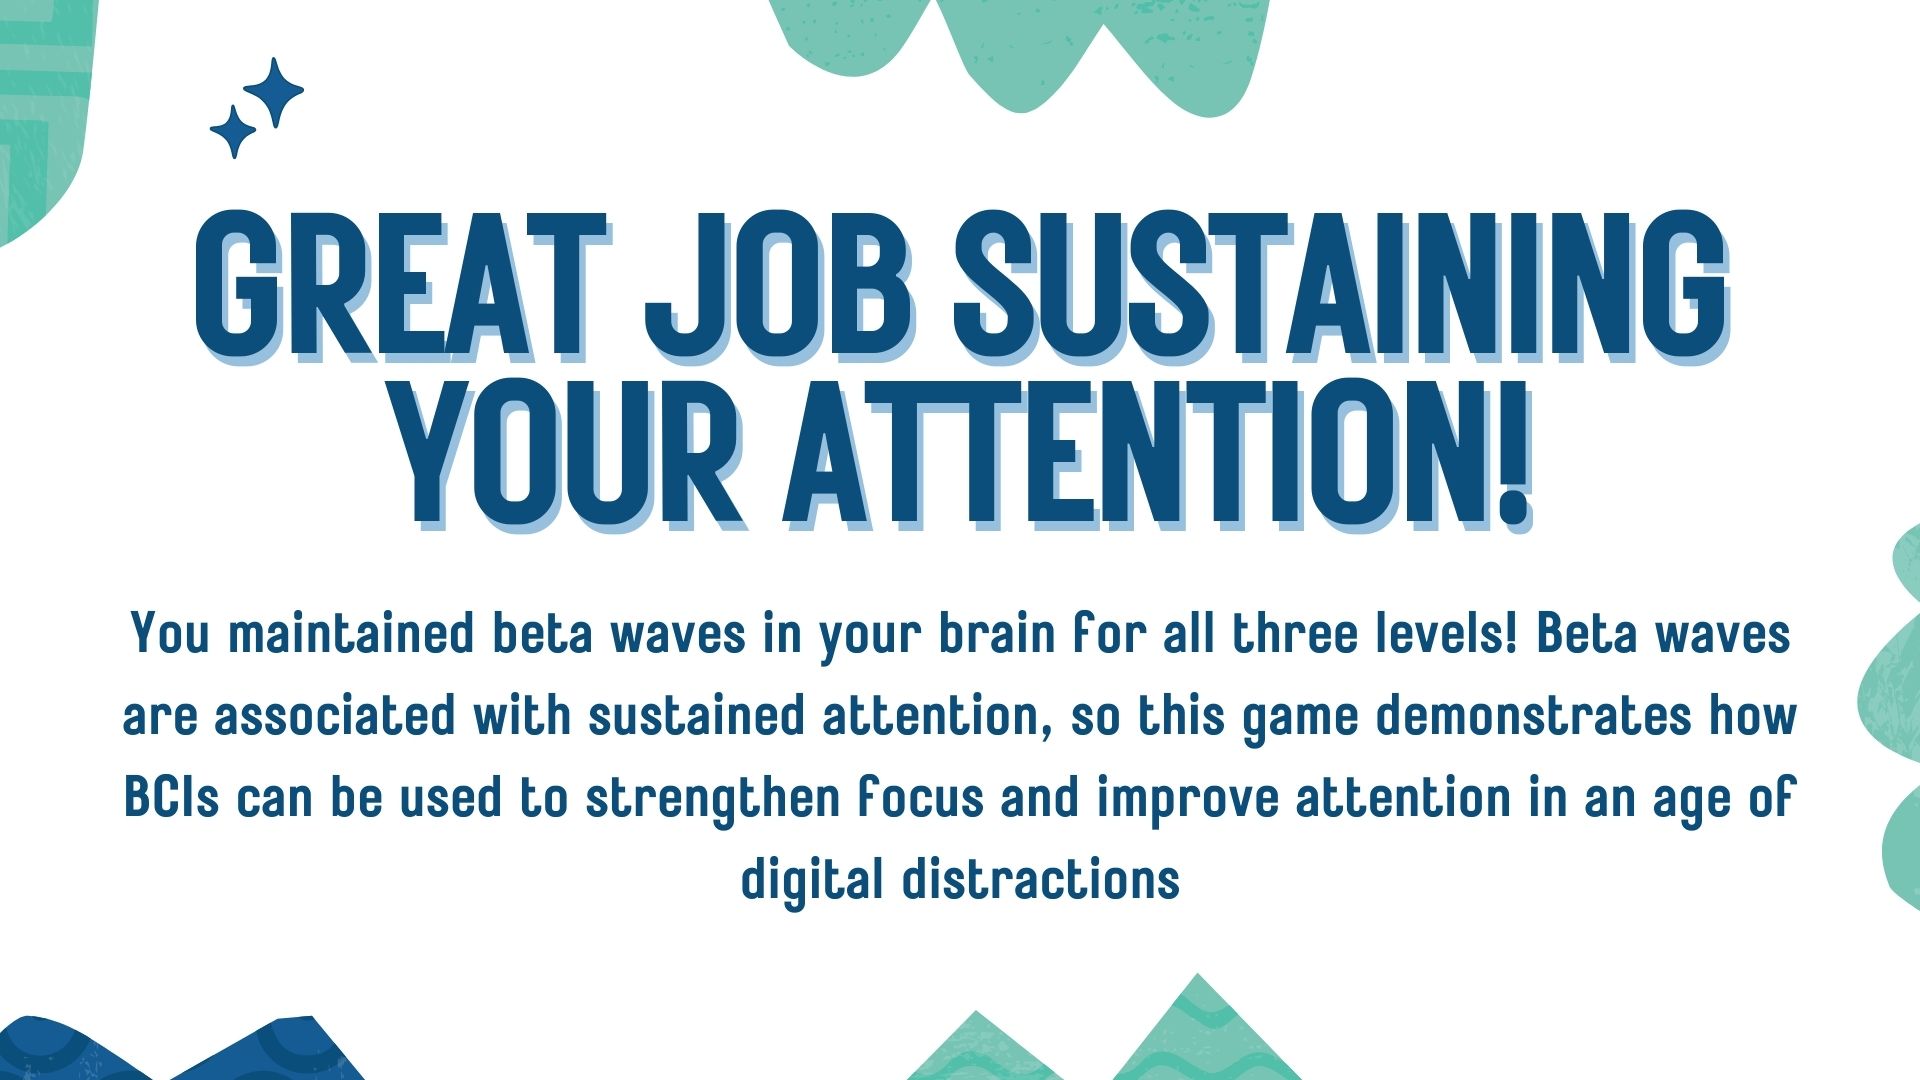 GREAT JOB SUSTAINING
YOUR ATTENTION!
You maintained beta waves in your brain for all three levels! Beta waves
are associated with sustained attention, so this game demonstrates how
BCIs can be used to strengthen focus and improve attention in an age of
digital distractions